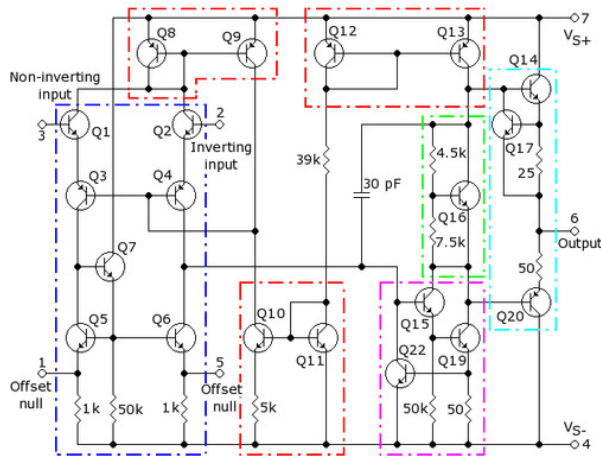 Q8
Q9
Q12
Q13
7
V S+
Q14
Non-inverting
input
3
Q1
Q2
2
Inverting
input
Q17
25
39k
4.5k
30 pF
Q3
Q4
Q16
7.5k
6
Output
Q7
50
Q5
Q6
Q10
Q11
Q15
Q19
Q20
Q22
1
Offset
null
5
Offset
null
1k
50k
1k
5k
50k
50
V S-
4